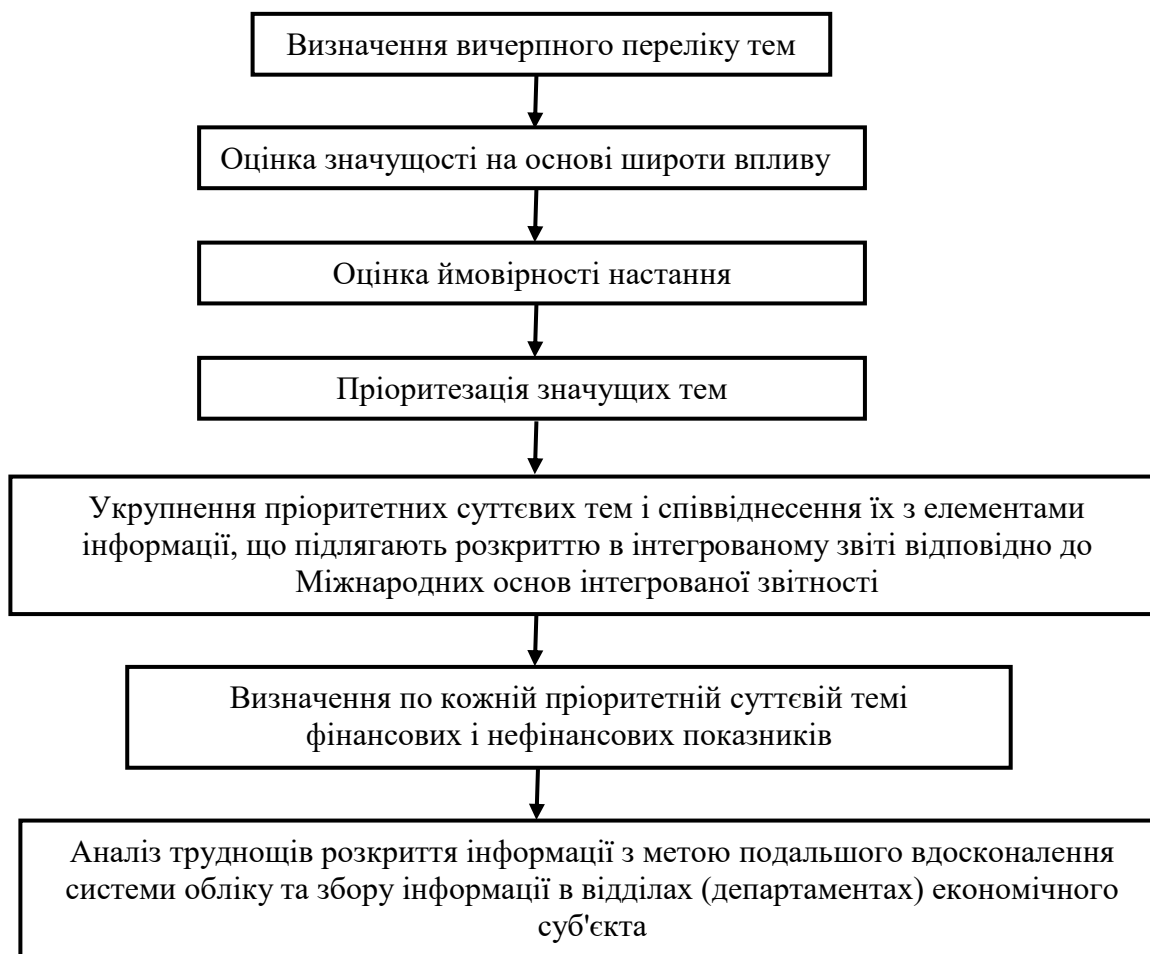 Визначення вичерпного переліку тем
Оцінка значущості на основі широти впливу
Оцінка ймовірності настання
Пріоритезація значущих тем
Укрупнення пріоритетних суттєвих тем і співвіднесення їх з елементами
інформації, що підлягають розкриттю в інтегрованому звіті відповідно до
Міжнародних основ інтегрованої звітності
Визначення по кожній пріоритетній суттєвій темі
фінансових і нефінансових показників
Аналіз труднощів розкриття інформації з метою подальшого вдосконалення
системи обліку та збору інформації в відділах (департаментах) економічного
суб'єкта